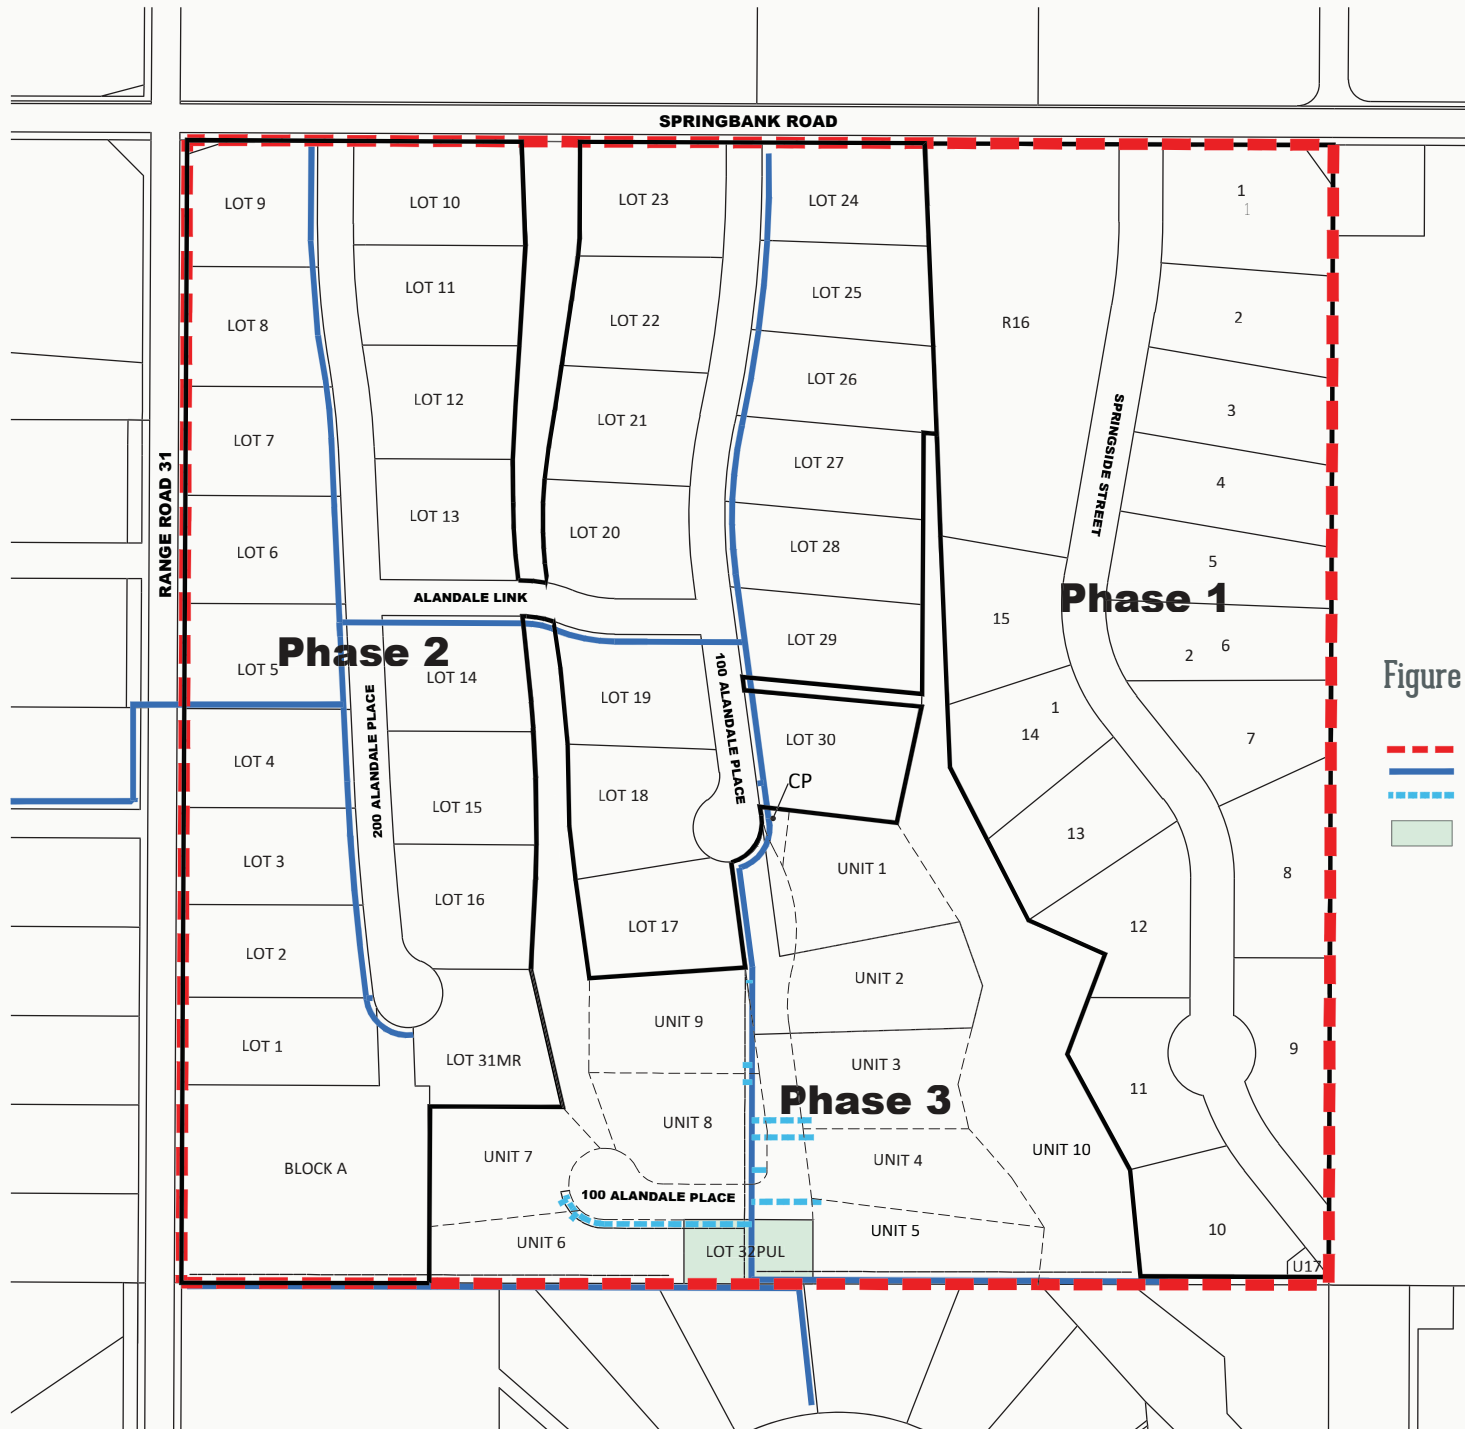 SPRINGBANK ROAD
LOT 9
LOT 10
LOT 23
LOT 24
1
1
LOT 11
LOT 25
LOT 8
LOT 22
R16
2
LOT 12
LOT 26
3
LOT 7
LOT 21
SPRINGSIDE STREET
LOT 27
4
RANGE ROAD 31
LOT 13
LOT 20
LOT 6
LOT 28
5
ALANDALE LINK
Phase 1
15
Phase 2
LOT 29
2
6
LOT 5
LOT 14
Figure
LOT 19
100 ALANDALE PLACE
1
14
7
LOT 30
200 ALANDALE PLACE
LOT 4
CP
LOT 18
LOT 15
13
LOT 3
UNIT 1
8
LOT 16
LOT 17
12
LOT 2
UNIT 2
UNIT 9
LOT 1
9
LOT 31MR
UNIT 3
11
Phase 3
UNIT 8
UNIT 7
UNIT 4
UNIT 10
BLOCK A
100 ALANDALE PLACE
UNIT 5
10
UNIT 6
LOT 32PUL
U17